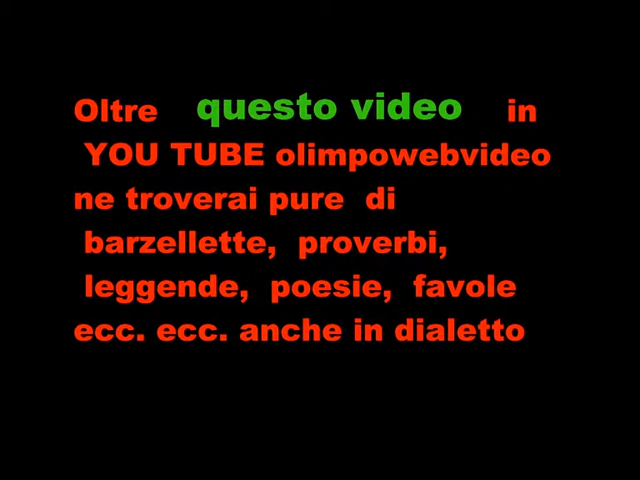 Oltre questo video in
YOU TUBE olimpowebvideo
ne troverai pure di
barzellette, proverbi,
leggende, poesie, favole
ecc. ecc. anche in dialetto